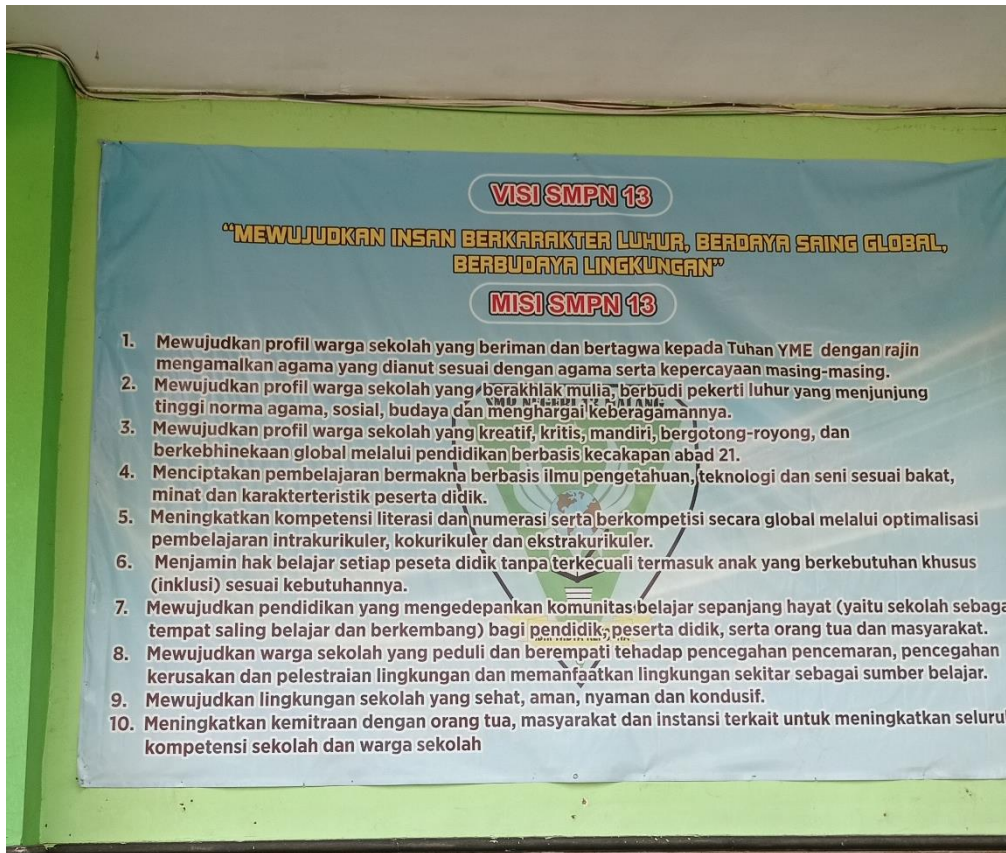 VISI SMPN 13
“MEWUJUDKAN INSAN BERKARAKTER LUHUR, BERDAYA SAING GLOBAL,
BERBUDAYA LINGKUNGAN”
MISI SMPN 13
1. Mewujudkan profil warga sekolah yang beriman dan bertagwa kepada Tuhan YME dengan rajin
mengamalkan agama yang dianut sesuai dengan agama serta kepercayaan masing-masing.
2. Mewujudkan profil warga sekolah yang berakhlak mulia, berbudi pekerti luhur yang menjunjung
tinggi norma agama, sosial, budaya dan menghargai keberagamannya.
3. Mewujudkan profil warga sekolah yang kreatif, kritis, mandiri, bergotong-royong, dan
berkebhinekaan global melalui pendidikan berbasis kecakapan abad 21.
4. Menciptakan pembelajaran bermakna berbasis ilmu pengetahuan, teknologi dan seni sesuai bakat,
minat dan karakterteristik peserta didik.
5. Meningkatkan kompetensi literasi dan numerasi serta berkompetisi secara global melalui optimalisasi
pembelajaran intrakurikuler, kokurikuler dan ekstrakurikuler.
6. Menjamin hak belajar setiap peseta didik tanpa terkecuali termasuk anak yang berkebutuhan khusus
(inklusi) sesuai kebutuhannya.
7. Mewujudkan pendidikan yang mengedepankan komunitas belajar sepanjang hayat (yaitu sekolah sebaga
tempat saling belajar dan berkembang) bagi pendidik, peserta didik, serta orang tua dan masyarakat.
8. Mewujudkan warga sekolah yang peduli dan berempati tehadap pencegahan pencemaran, pencegahan
kerusakan dan pelestraian lingkungan dan memanfaatkan lingkungan sekitar sebagai sumber belajar.
9. Mewujudkan lingkungan sekolah yang sehat, aman, nyaman dan kondusif.
10. Meningkatkan kemitraan dengan orang tua, masyarakat dan instansi terkait untuk meningkatkan seluru
kompetensi sekolah dan warga sekolah